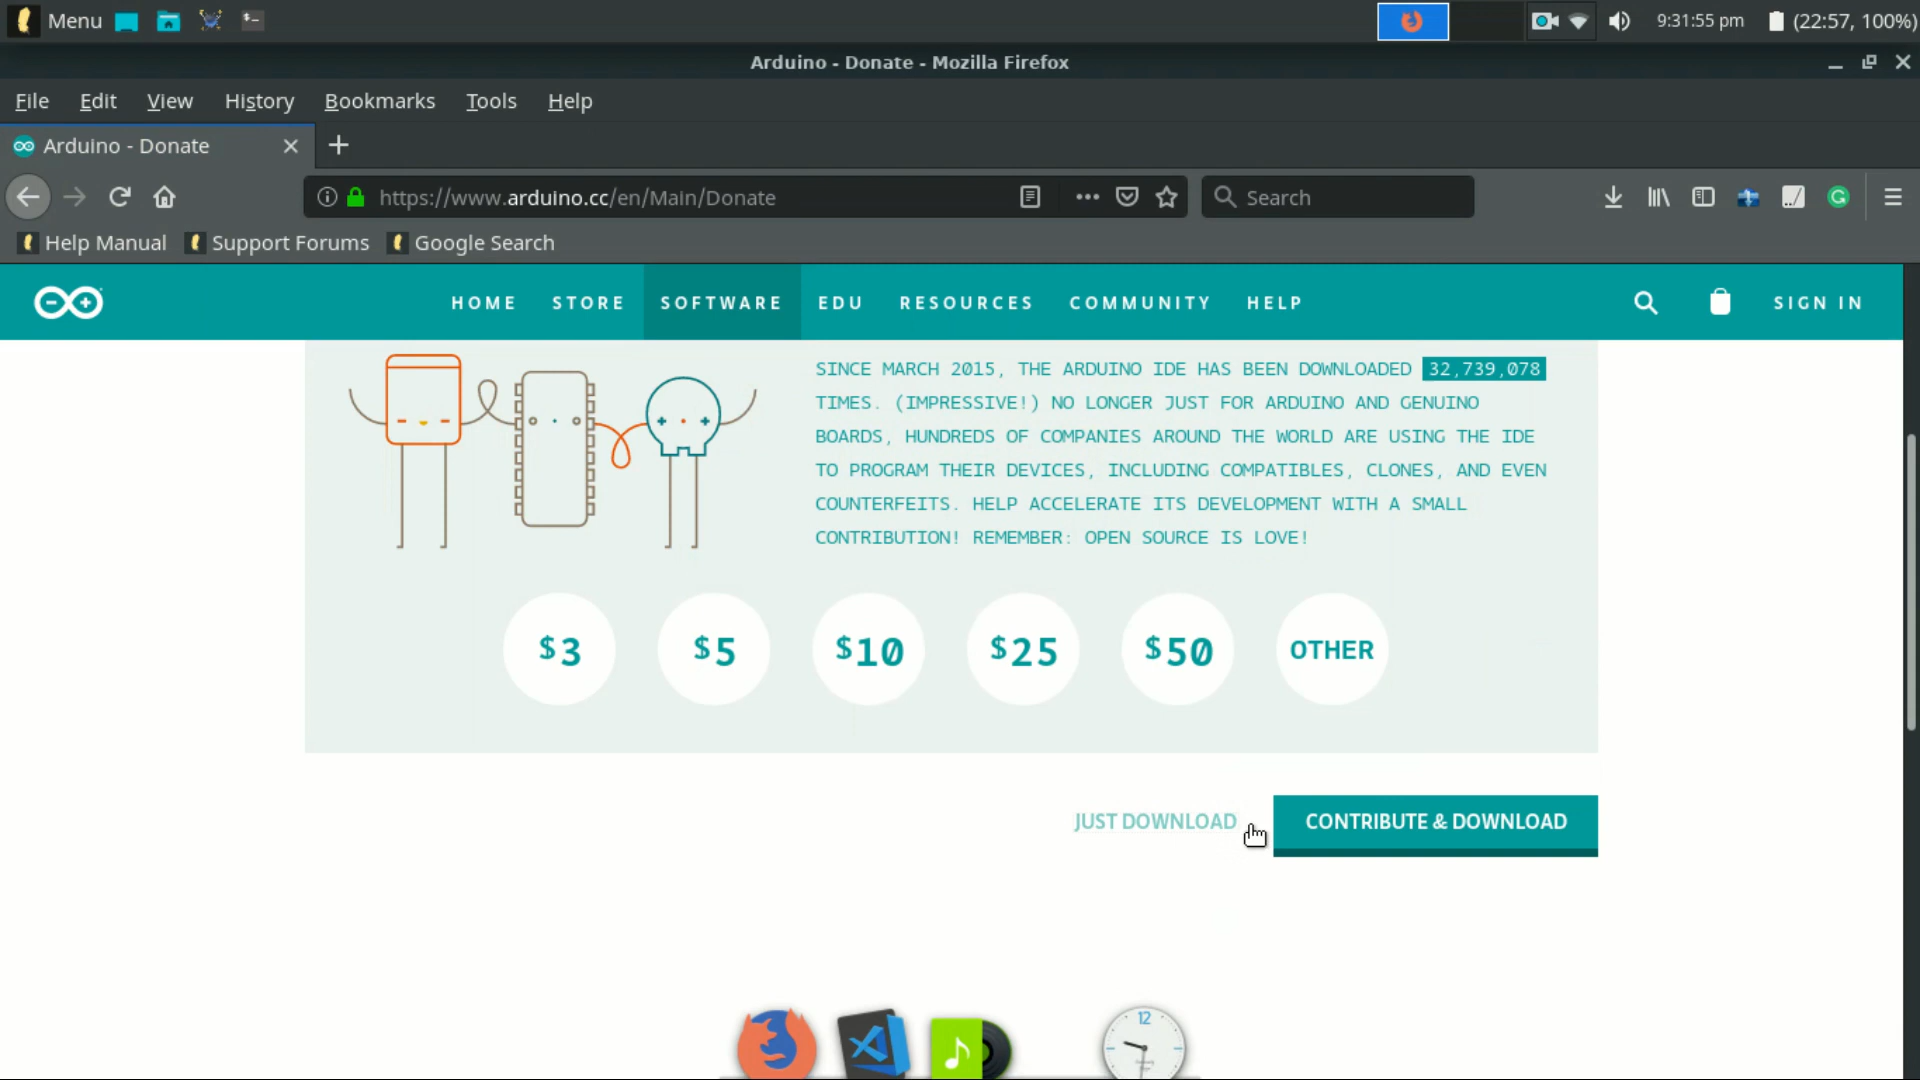 Menu
9:31:55 pm
(22:57, 100%)
Arduino - Donate - Mozilla Firefox
File Edit View History Bookmarks Tools Help
Arduino - Donate
https://www.arduino.cc/en/Main/Donate
Search
Help Manual Support Forums Google Search
HOME STORE SOFTWARE EDU RESOURCES COMMUNITY HELP SIGN IN
SINCE MARCH 2015, THE ARDUINO IDE HAS BEEN DOWNLOADED 32,739,078
TIMES. (IMPRESSIVE!) NO LONGER JUST FOR ARDUINO AND GENUINO
BOARDS, HUNDREDS OF COMPANIES AROUND THE WORLD ARE USING THE IDE
TO PROGRAM THEIR DEVICES, INCLUDING COMPATIBLES, CLONES, AND EVEN
COUNTERFEITS. HELP ACCELERATE ITS DEVELOPMENT WITH A SMALL
CONTRIBUTION! REMEMBER: OPEN SOURCE IS LOVE!
$3 $5 $10 $25 $50 OTHER
JUST DOWNLOAD CONTRIBUTE & DOWNLOAD
12